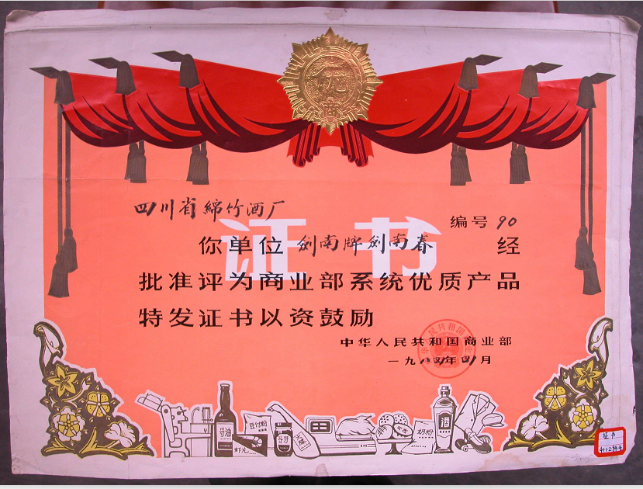 四川省绵竹酒厂
编号 90
证书
你单位 剑南牌剑南春 经
批准评为商业部系统优质产品
特发证书以资鼓励
中华人民共和国商业部
一九八四年四月
酱油
酒